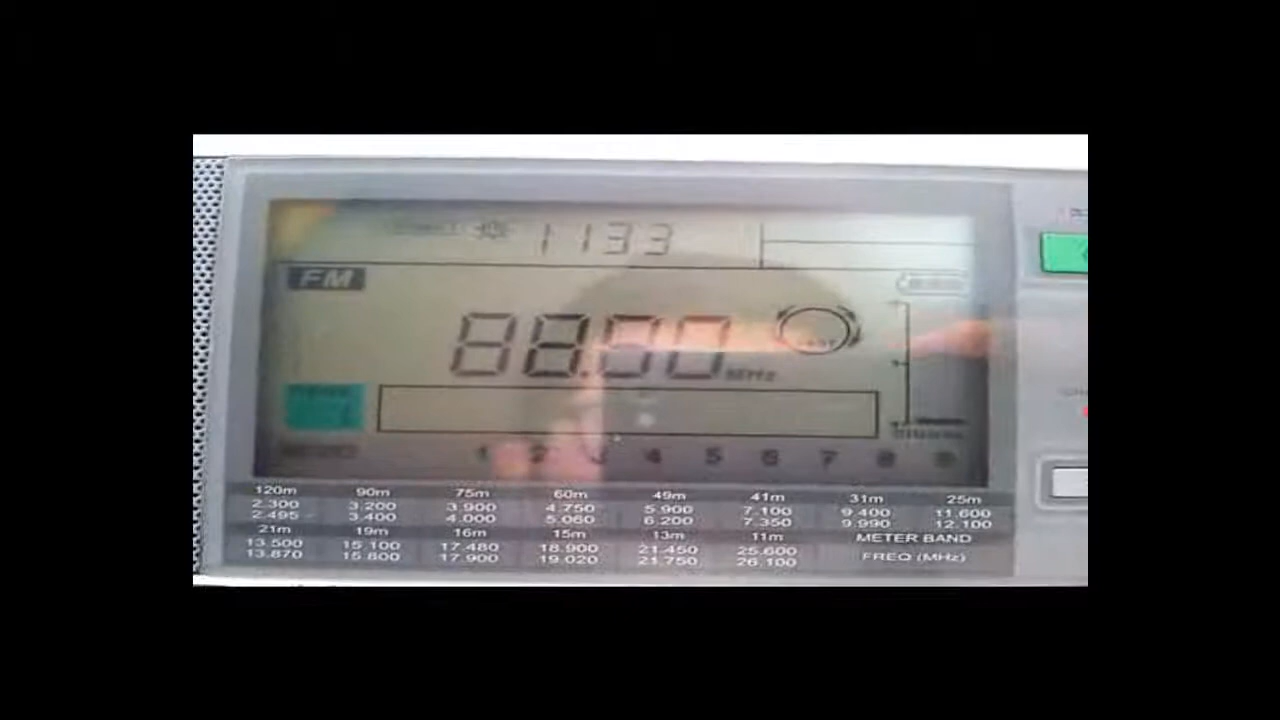 1133
FM
88.00 MHz
1 2 3 4 5 6 7 8 9
120m 90m 75m 60m 49m 41m 31m 25m
2.300 3.200 3.900 4.750 5.900 7.100 9.400 11.600
2.495 3.400 4.000 5.060 6.200 7.350 9.990 12.100
21m 19m 16m 15m 13m 11m METER BAND
13.500 15.100 17.480 18.900 21.450 25.600 FREQ (MHz)
13.870 15.800 17.900 19.020 21.750 26.100